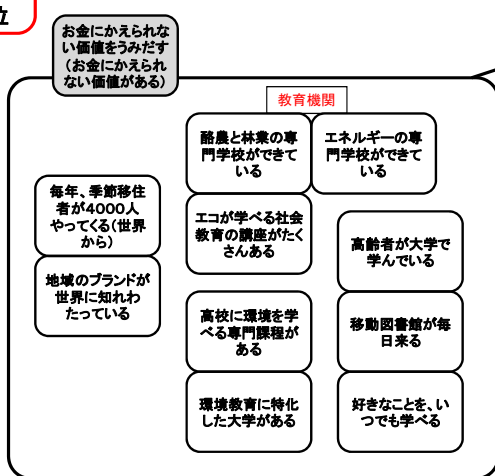 位
お金にかえられな
い価値をうみだす
（お金にかえられ
ない価値がある）
教育機関
酪農と林業の専
門学校ができて
いる
エネルギーの専
門学校ができて
いる
毎年、季節移住
者が4000人
やってくる（世界
から）
エコが学べる社会
教育の講座がたく
さんある
高齢者が大学で
学んでいる
地域のブランドが
世界に知れわ
たっている
高校に環境を学
べる専門課程が
ある
移動図書館が毎
日来る
環境教育に特化
した大学がある
好きなことを、い
つでも学べる